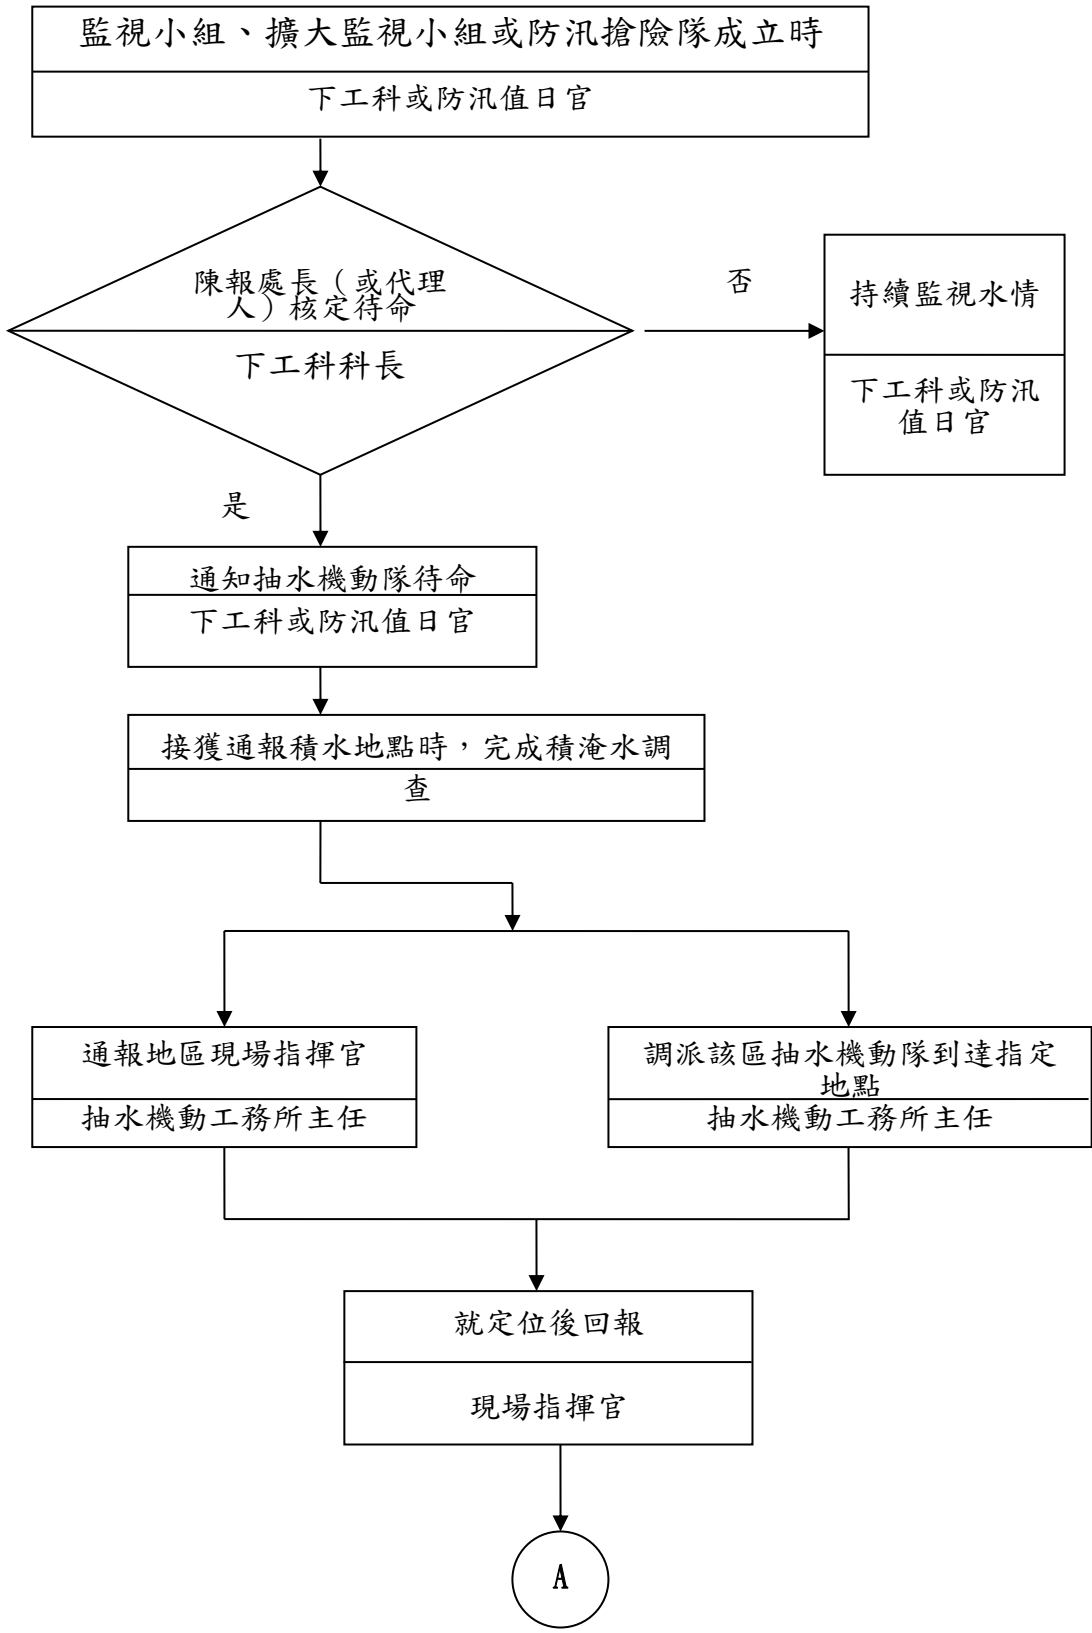 監視小組、擴大監視小組或防汛搶險隊成立時
下工科或防汛值日官
陳報處長（或代理
人）核定待命
下工科科長
否
持續監視水情
下工科或防汛
值日官
是
通知抽水機動隊待命
下工科或防汛值日官
接獲通報積水地點時，完成積淹水調
查
通報地區現場指揮官
抽水機動工務所主任
調派該區抽水機動隊到達指定
地點
抽水機動工務所主任
就定位後回報
現場指揮官
A